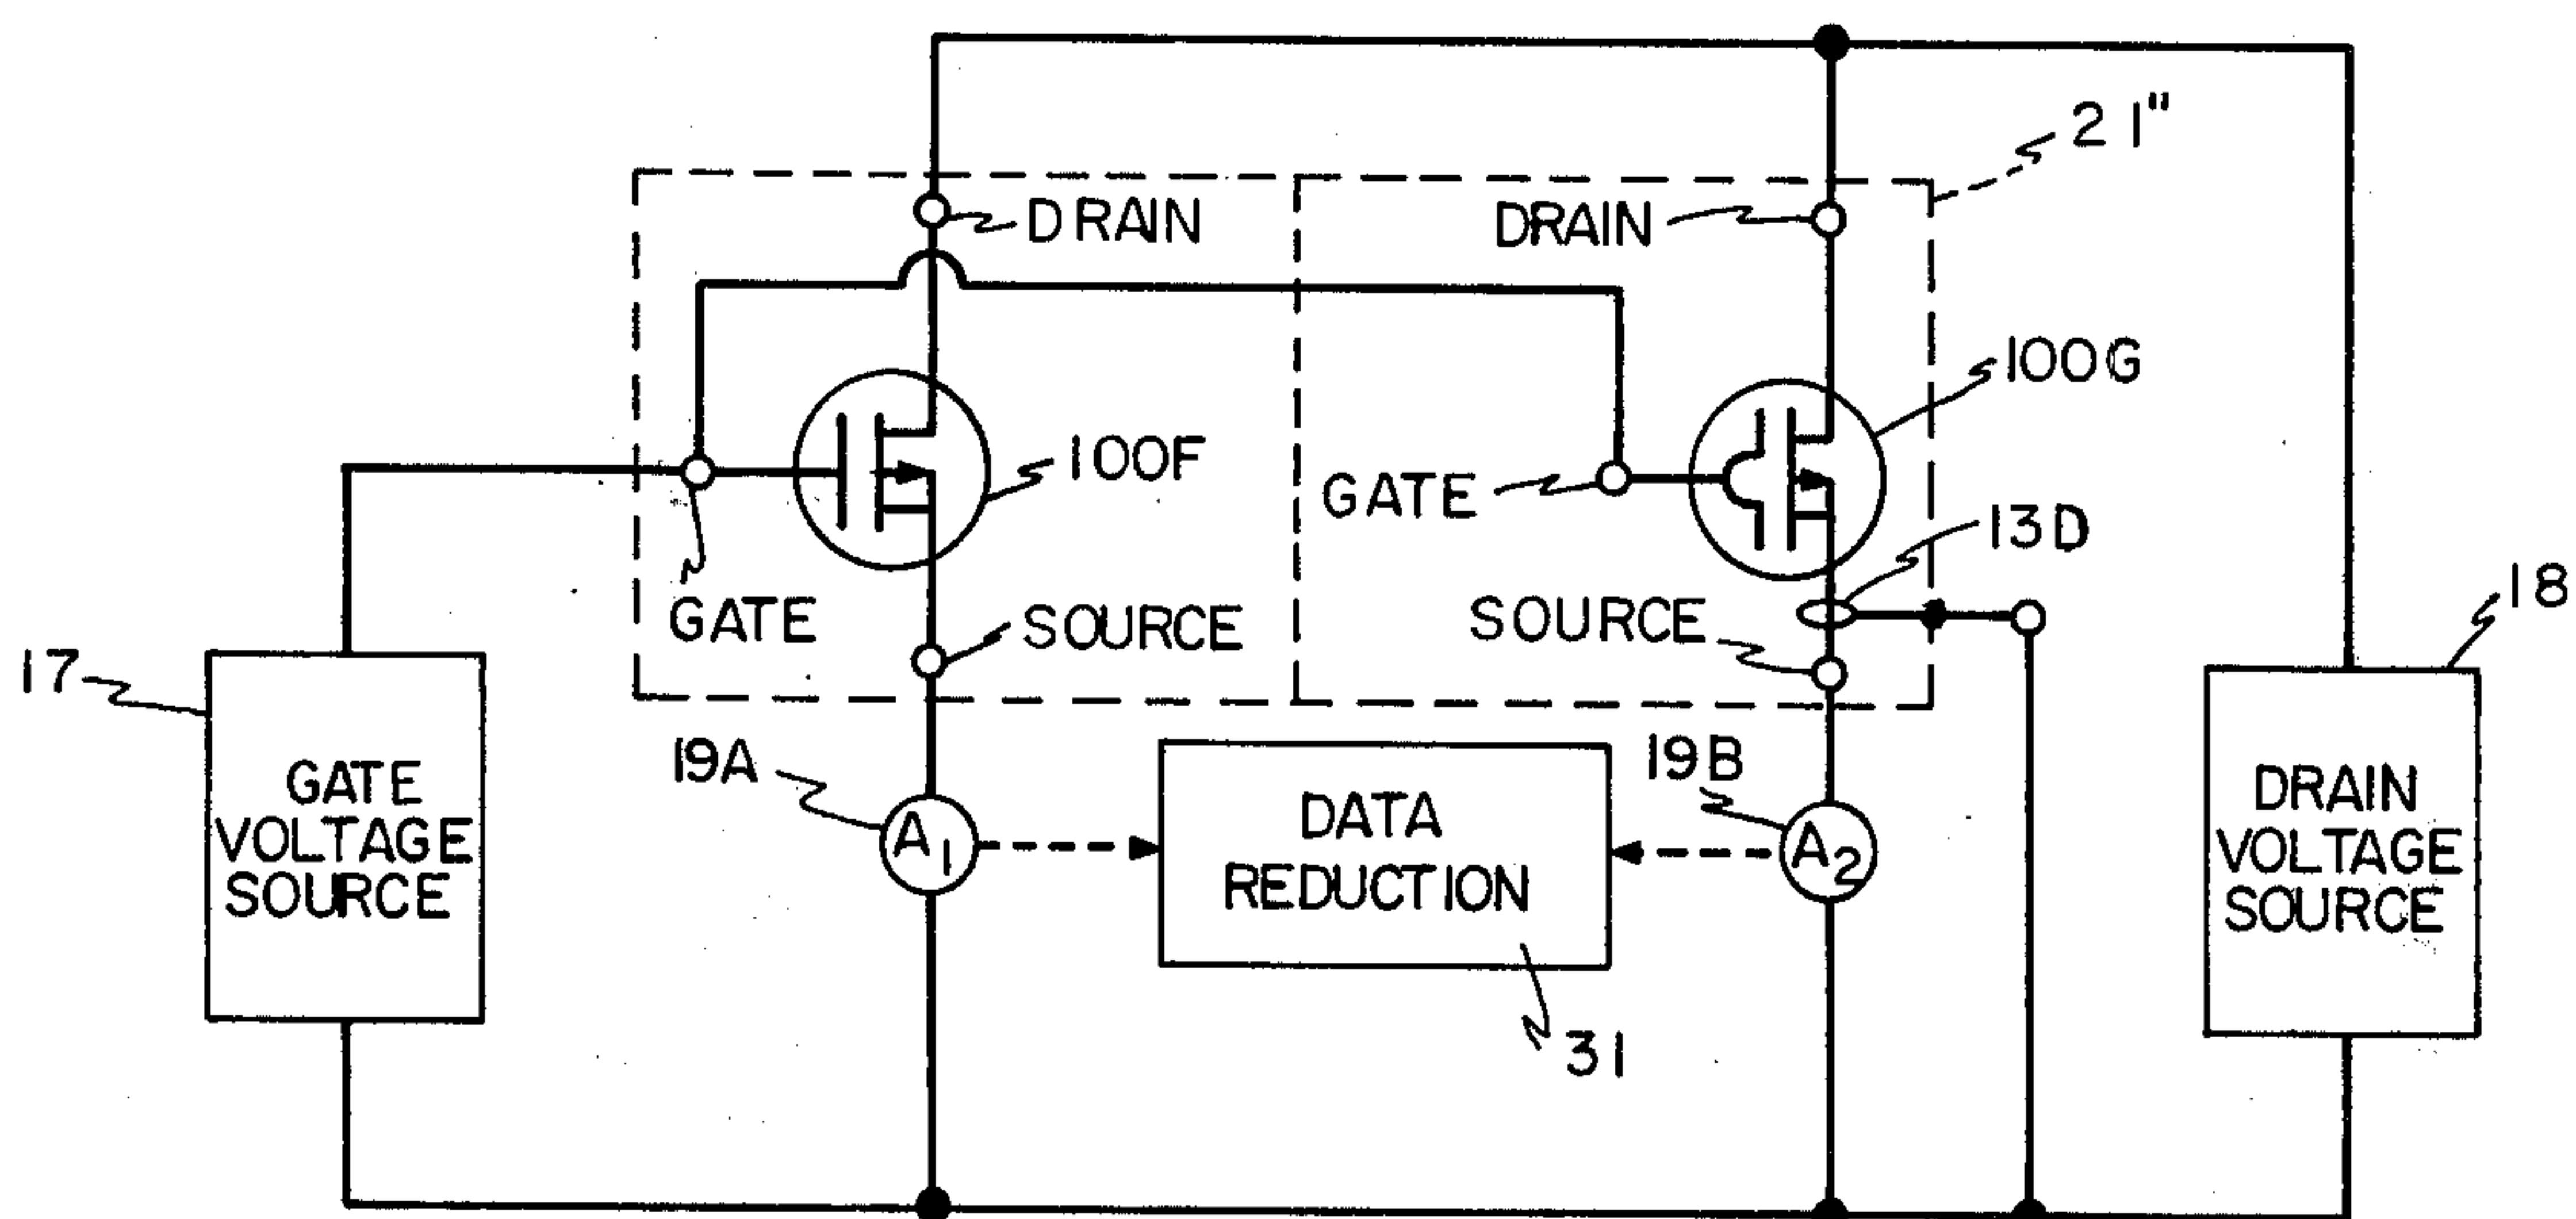 21"
DRAIN
DRAIN
100G
100F
GATE
13D
GATE
SOURCE
SOURCE
18
17
19A
19B
GATE
VOLTAGE
SOURCE
A1
DATA
REDUCTION
A2
DRAIN
VOLTAGE
SOURCE
31